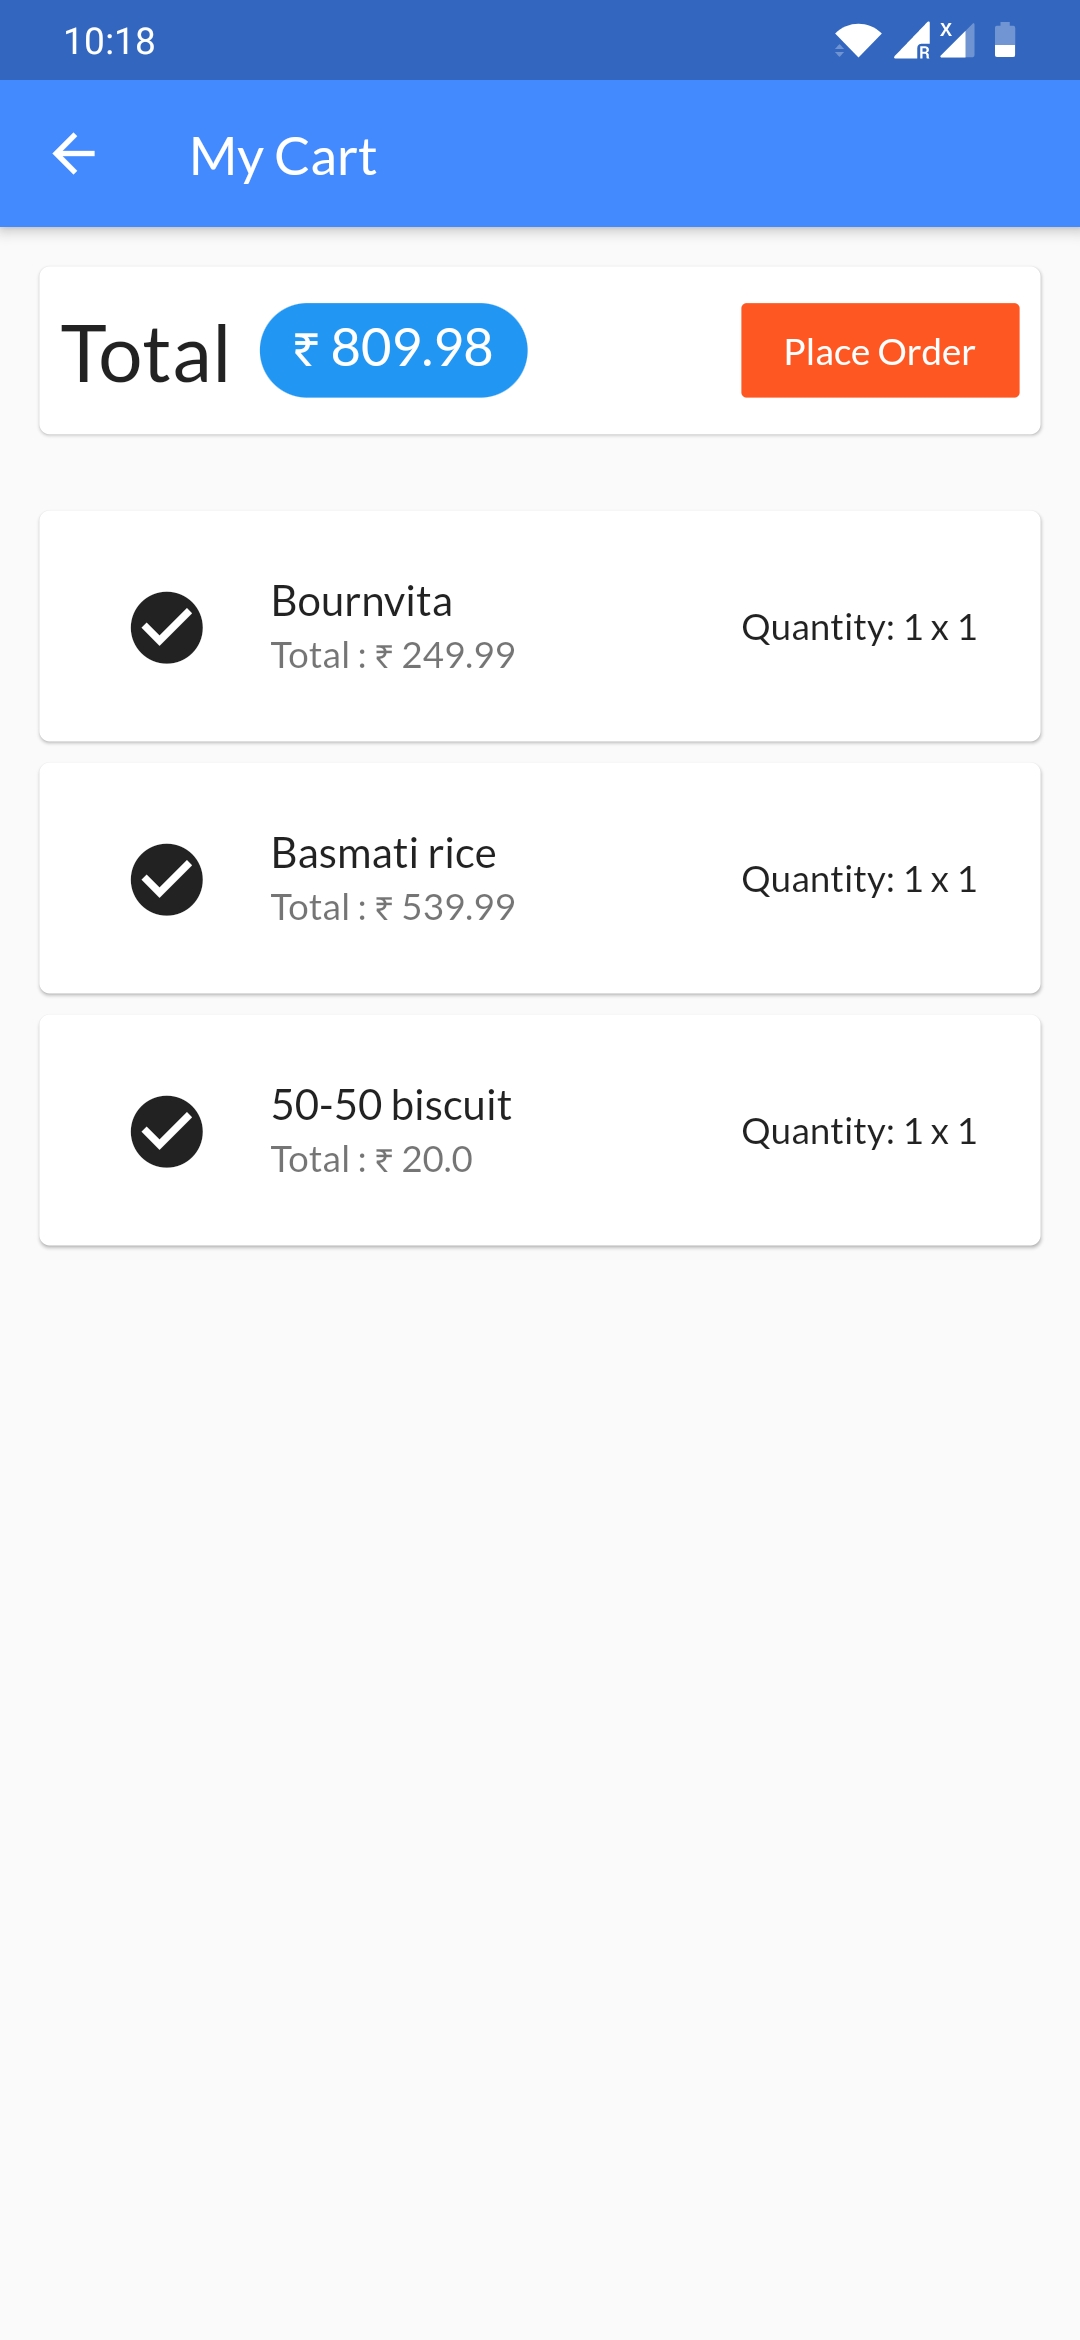 10:18
R X
My Cart
Total ₹ 809.98 Place Order
Bournvita
Total : ₹ 249.99
Quantity: 1 x 1
Basmati rice
Total : ₹ 539.99
Quantity: 1 x 1
50-50 biscuit
Total : ₹ 20.0
Quantity: 1 x 1